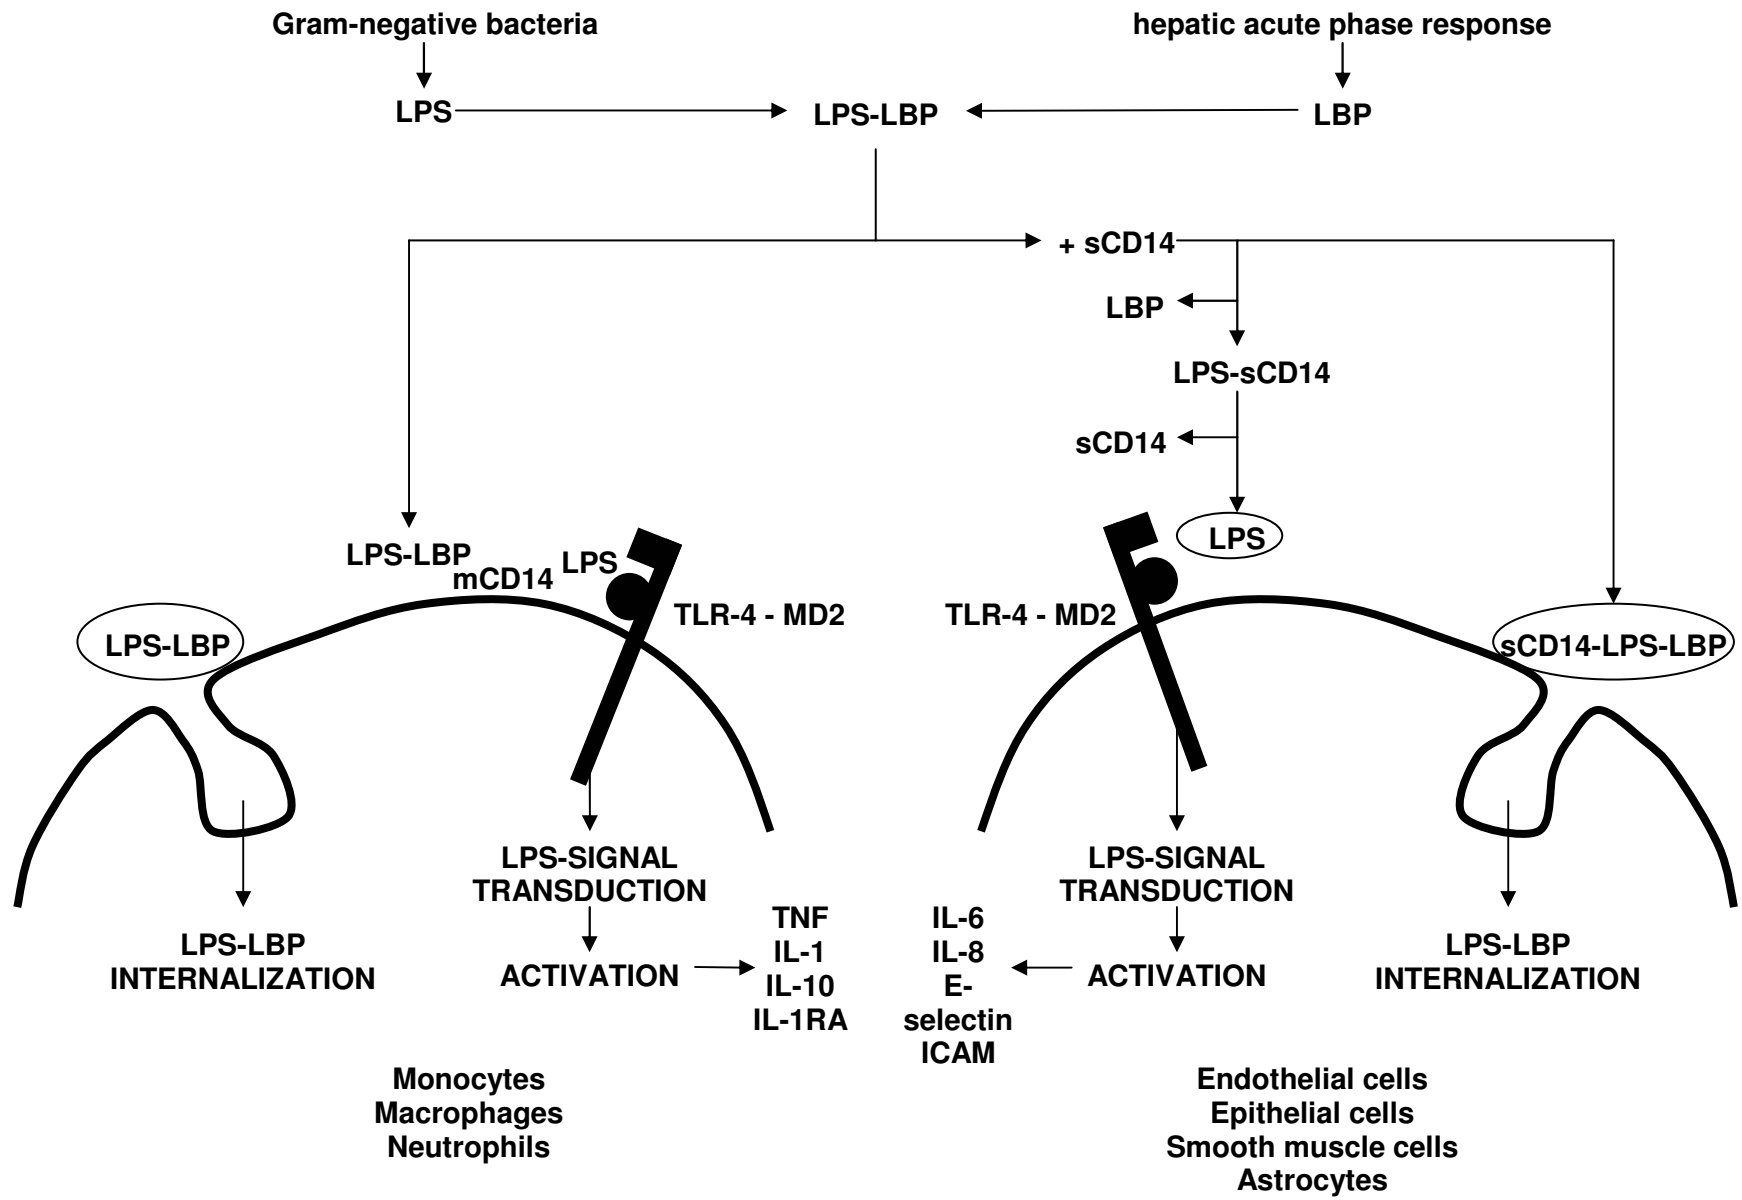 Gram-negative bacteria
hepatic acute phase response
LPS
LPS-LBP
LBP
+ sCD14
LBP
LPS-sCD14
sCD14
LPS
LPS-LBP
mCD14
LPS
TLR-4 - MD2
TLR-4 - MD2
LPS-LBP
sCD14-LPS-LBP
LPS-SIGNAL
TRANSDUCTION
LPS-SIGNAL
TRANSDUCTION
LPS-LBP
INTERNALIZATION
ACTIVATION
TNF
IL-1
IL-10
IL-1RA
IL-6
IL-8
E-
selectin
ICAM
ACTIVATION
LPS-LBP
INTERNALIZATION
Monocytes
Macrophages
Neutrophils
Endothelial cells
Epithelial cells
Smooth muscle cells
Astrocytes